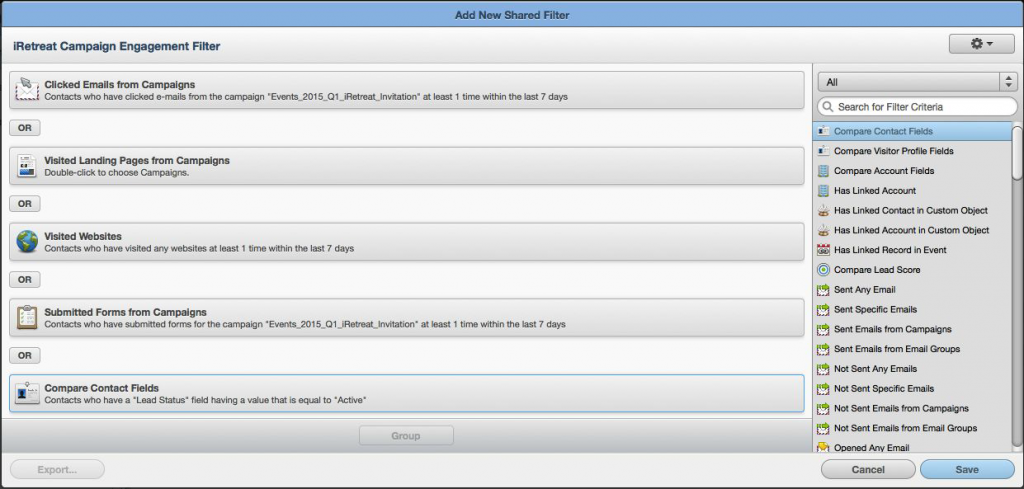 Add New Shared Filter
iRetreat Campaign Engagement Filter
Clicked Emails from Campaigns
Contacts who have clicked e-mails from the campaign "Events_2015_Q1_iRetreat_Invitation" at least 1 time within the last 7 days
OR
Visited Landing Pages from Campaigns
Double-click to choose Campaigns.
OR
Visited Websites
Contacts who have visited any websites at least 1 time within the last 7 days
OR
Submitted Forms from Campaigns
Contacts who have submitted forms for the campaign "Events_2015_Q1_iRetreat_Invitation" at least 1 time within the last 7 days
OR
Compare Contact Fields
Contacts who have a "Lead Status" field having a value that is equal to "Active"
Group
All
Search for Filter Criteria
Compare Contact Fields
Compare Visitor Profile Fields
Compare Account Fields
Has Linked Account
Has Linked Contact in Custom Object
Has Linked Account in Custom Object
Has Linked Record in Event
Compare Lead Score
Sent Any Email
Sent Specific Emails
Sent Emails from Campaigns
Sent Emails from Email Groups
Not Sent Any Emails
Not Sent Specific Emails
Not Sent Emails from Campaigns
Not Sent Emails from Email Groups
Opened Any Email
Export...
Cancel
Save